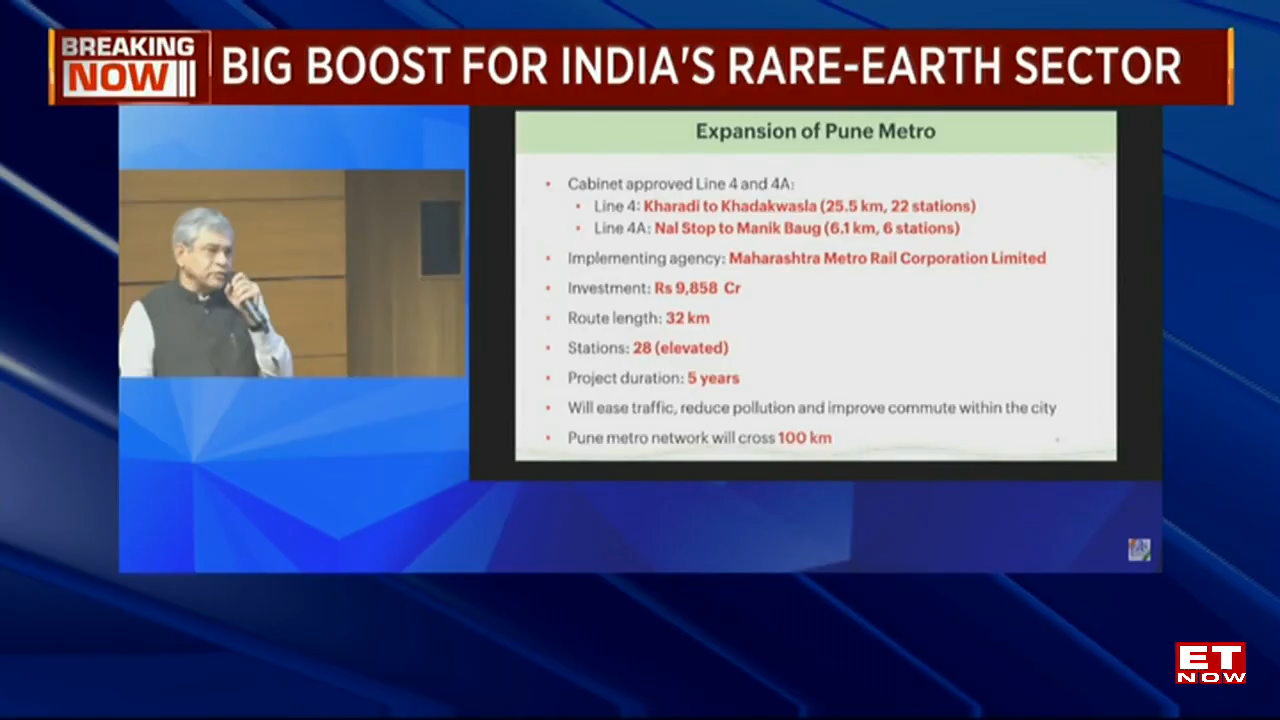 BREAKING
NOW
BIG BOOST FOR INDIA'S RARE-EARTH SECTOR
Expansion of Pune Metro
• Cabinet approved Line 4 and 4A:
• Line 4: Kharadi to Khadakwasla (25.5 km, 22 stations)
• Line 4A: Nal Stop to Manik Baug (6.1 km, 6 stations)
• Implementing agency: Maharashtra Metro Rail Corporation Limited
• Investment: Rs 9,858 Cr
• Route length: 32 km
• Stations: 28 (elevated)
• Project duration: 5 years
• Will ease traffic, reduce pollution and improve commute within the city
• Pune metro network will cross 100 km
ET
NOW